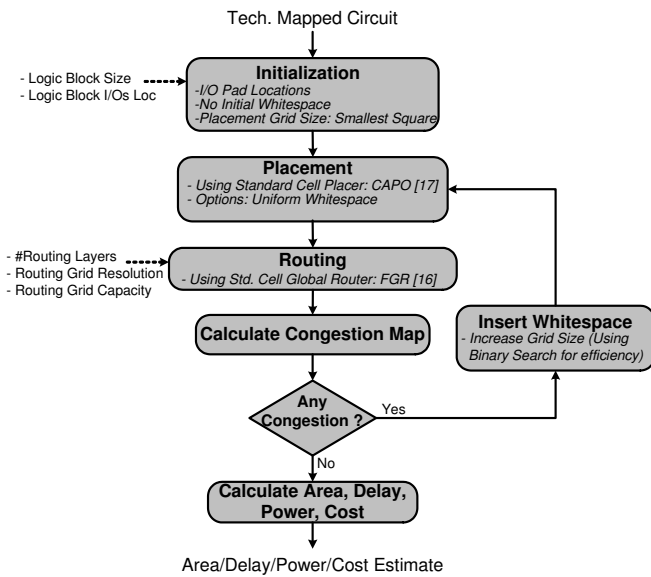 Tech. Mapped Circuit
- Logic Block Size
- Logic Block I/Os Loc
Initialization
-I/O Pad Locations
-No Initial Whitespace
-Placement Grid Size: Smallest Square
Placement
- Using Standard Cell Placer: CAPO [17]
- Options: Uniform Whitespace
- #Routing Layers
- Routing Grid Resolution
- Routing Grid Capacity
Routing
- Using Std. Cell Global Router: FGR [16]
Calculate Congestion Map
Insert Whitespace
- Increase Grid Size (Using
Binary Search for efficiency)
Any
Congestion ?
Yes
No
Calculate Area, Delay,
Power, Cost
Area/Delay/Power/Cost Estimate